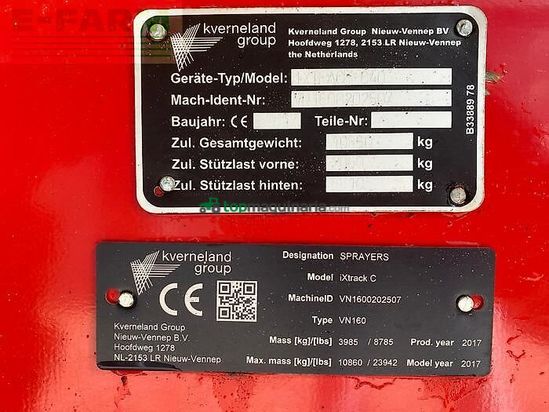 E-FARM
kverneland
group
Kverneland Group Nieuw-Vennep BV
Hoofdweg 1278, 2153 LR Nieuw-Vennep
the Netherlands
Geräte-Typ/Model:
Mach-Ident-Nr:
Baujahr: CE Teile-Nr:
Zul. Gesamtgewicht: kg
Zul. Stützlast vorne: kg
Zul. Stützlast hinten: kg
B33889 78
topmaquinaria.com
kverneland
group
CE
Kverneland Group
Nieuw-Vennep B.V.
Hoofdweg 1278
NL-2153 LR Nieuw-Vennep
Designation SPRAYERS
Model iXtrack C
MachineID VN1600202507
Type VN160
Mass [kg]/[lbs] 3985 / 8785 Prod. year 2017
Max. mass [kg]/[lbs] 10860 / 23942 Model year 2017